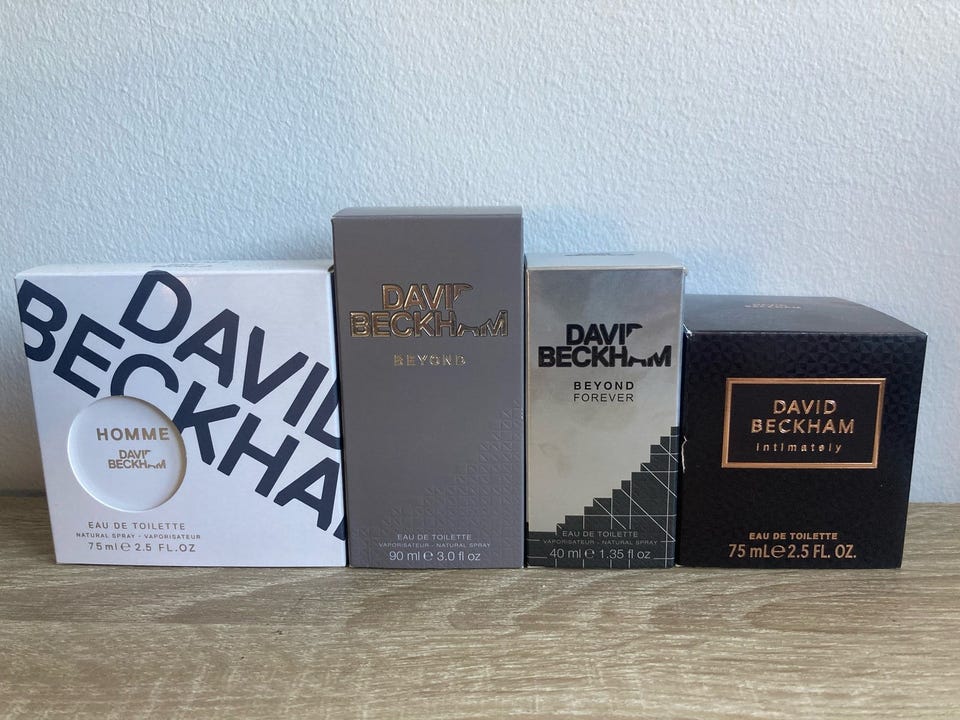 DAVID
BECKHAM
HOMME
DAVID
BECKHAM
EAU DE TOILETTE
NATURAL SPRAY - VAPORISATEUR
75 ml e 2.5 FL.OZ
DAVID
BECKHAM
BEYOND
EAU DE TOILETTE
VAPORISATEUR - NATURAL SPRAY
90 ml e 3.0 fl oz
DAVID
BECKHAM
BEYOND
FOREVER
EAU DE TOILETTE
VAPORISATEUR - NATURAL SPRAY
40 ml e 1.35 fl oz
DAVID
BECKHAM
Intimately
EAU DE TOILETTE
75 mL e 2.5 FL. OZ.